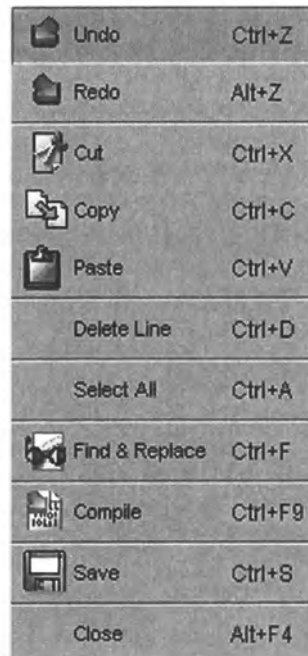 Undo Ctrl+Z
Redo Alt+Z
Cut Ctrl+X
Copy Ctrl+C
Paste Ctrl+V
Delete Line Ctrl+D
Select All Ctrl+A
Find & Replace Ctrl+F
Compile Ctrl+F9
Save Ctrl+S
Close Alt+F4